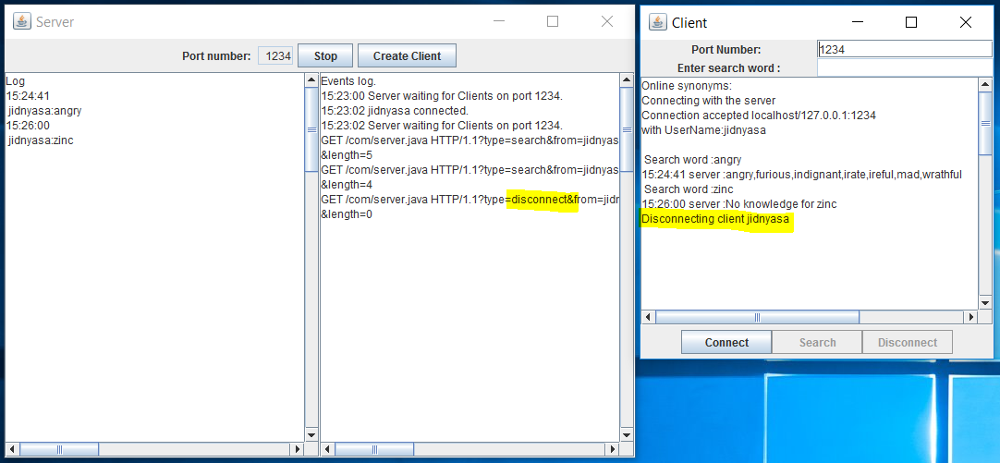 Server
Port number: 1234 Stop Create Client
Log
15:24:41
jidnyasa:angry
15:26:00
jidnyasa:zinc
Events log.
15:23:00 Server waiting for Clients on port 1234.
15:23:02 jidnyasa connected.
15:23:02 Server waiting for Clients on port 1234.
GET /com/server.java HTTP/1.1?type=search&from=jidnyas
&length=5
GET /com/server.java HTTP/1.1?type=search&from=jidnyas
&length=4
GET /com/server.java HTTP/1.1?type=disconnect&from=jidn
&length=0
Client
Port Number: 1234
Enter search word :
Online synonyms:
Connecting with the server
Connection accepted localhost/127.0.0.1:1234
with UserName:jidnyasa
Search word :angry
15:24:41 server :angry,furious,indignant,irate,ireful,mad,wrathful
Search word :zinc
15:26:00 server :No knowledge for zinc
Disconnecting client jidnyasa
Connect Search Disconnect